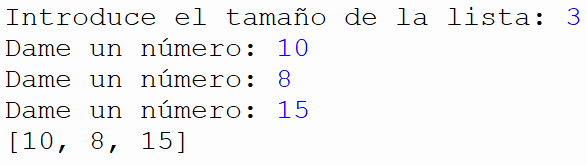 Introduce el tamaño de la lista: 3
Dame un número: 10
Dame un número: 8
Dame un número: 15
[10, 8, 15]